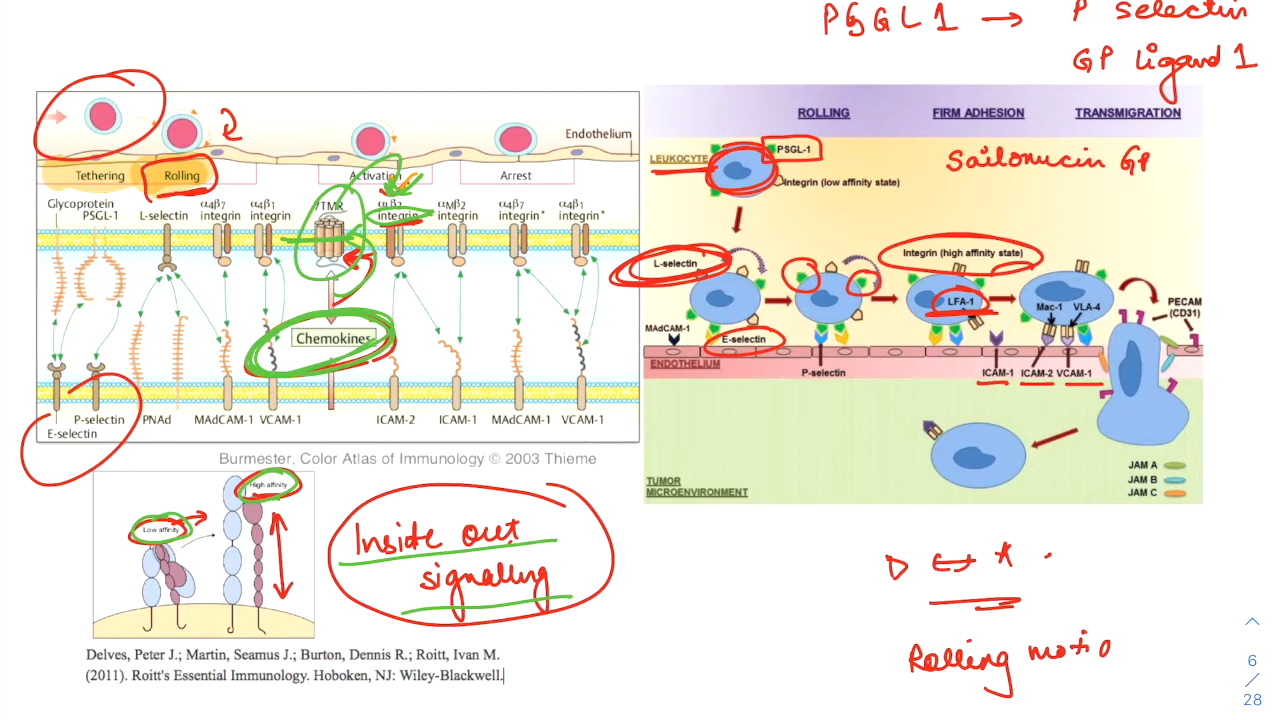 PSGL1 → P selectin
GP ligand 1
Endothelium
Tethering
Rolling
Activation
Arrest
Glycoprotein
PSGL-1
L-selectin
α4β7
integrin
α4β1
integrin
7TMR
αLβ2
integrin
αMβ2
integrin
α4β7
integrin*
α4β1
integrin*
Chemokines
E-selectin
P-selectin
PNAd
MAdCAM-1
VCAM-1
ICAM-2
ICAM-1
MAdCAM-1
VCAM-1
Burmester, Color Atlas of Immunology © 2003 Thieme
ROLLING
FIRM ADHESION
TRANSMIGRATION
LEUKOCYTE
PSGL-1
Integrin (low affinity state)
Sailomucin GP
L-selectin
Integrin (high affinity state)
LFA-1
Mac-1
VLA-4
PECAM
(CD31)
MAdCAM-1
E-selectin
ENDOTHELIUM
P-selectin
ICAM-1
ICAM-2
VCAM-1
TUMOR
MICROENVIRONMENT
JAM A
JAM B
JAM C
Low affinity
High affinity
Inside out
signalling
D ↔ A
Rolling motio
Delves, Peter J.; Martin, Seamus J.; Burton, Dennis R.; Roitt, Ivan M.
(2011). Roitt's Essential Immunology. Hoboken, NJ: Wiley-Blackwell.
6
/
28